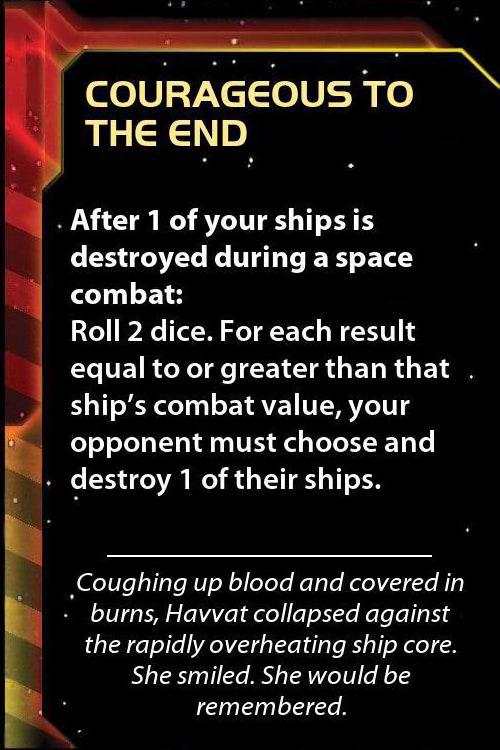 COURAGEOUS TO
THE END
After 1 of your ships is
destroyed during a space
combat:
Roll 2 dice. For each result
equal to or greater than that
ship’s combat value, your
opponent must choose and
destroy 1 of their ships.
Coughing up blood and covered in
burns, Havvat collapsed against
the rapidly overheating ship core.
She smiled. She would be
remembered.